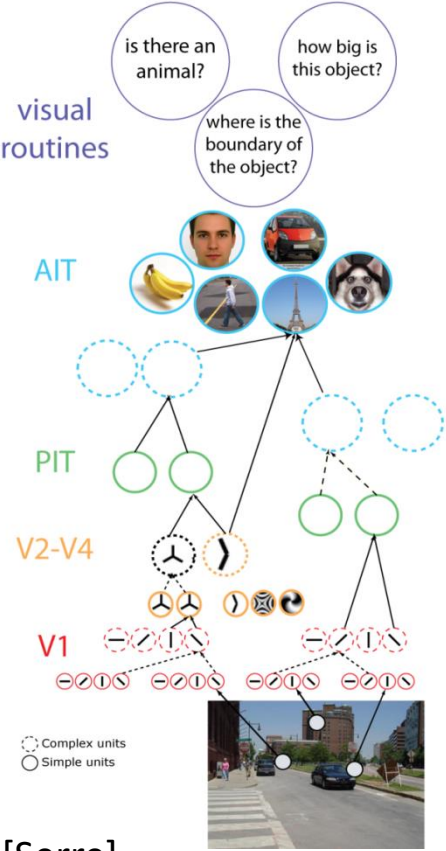 is there an
animal?
how big is
this object?
where is the
boundary of
the object?
visual
routines
AIT
PIT
V2-V4
V1
Complex units
Simple units